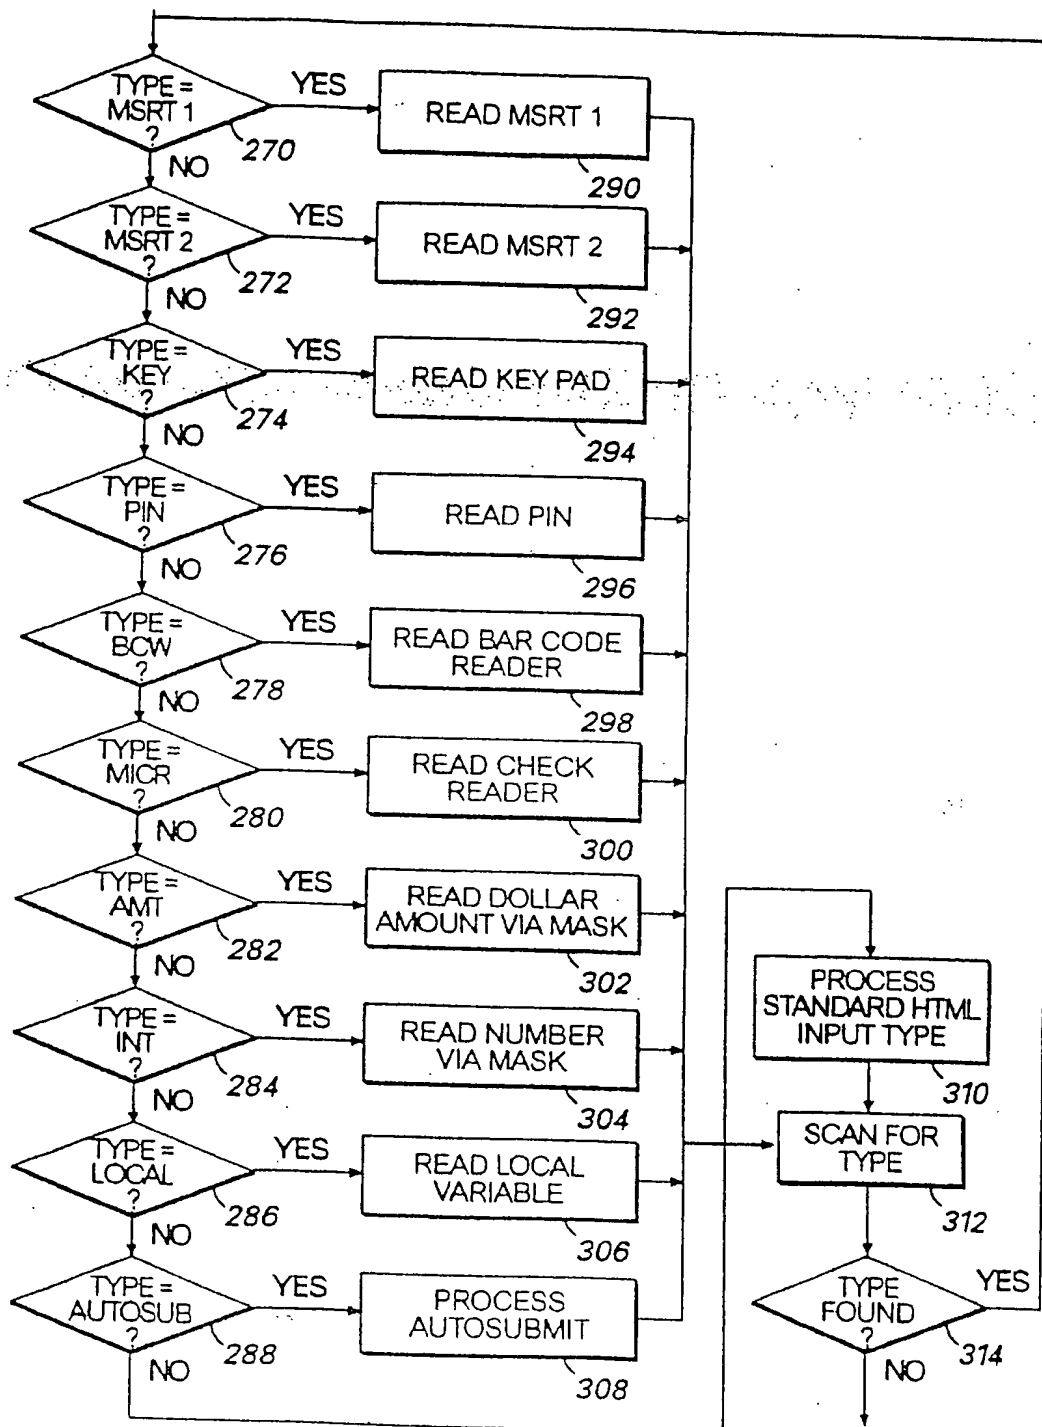 TYPE =
MSRT 1
?
YES
READ MSRT 1
270
NO
290
TYPE =
MSRT 2
?
YES
READ MSRT 2
272
NO
292
TYPE =
KEY
?
YES
READ KEY PAD
274
NO
294
TYPE =
PIN
?
YES
READ PIN
276
NO
296
TYPE =
BCW
?
YES
READ BAR CODE
READER
278
NO
298
TYPE =
MICR
?
YES
READ CHECK
READER
280
NO
300
TYPE =
AMT
?
YES
READ DOLLAR
AMOUNT VIA MASK
282
NO
302
TYPE =
INT
?
YES
READ NUMBER
VIA MASK
284
NO
304
TYPE =
LOCAL
?
YES
READ LOCAL
VARIABLE
286
NO
306
TYPE =
AUTOSUB
?
YES
PROCESS
AUTOSUBMIT
288
NO
308
PROCESS
STANDARD HTML
INPUT TYPE
310
SCAN FOR
TYPE
312
TYPE
FOUND
?
YES
314
NO